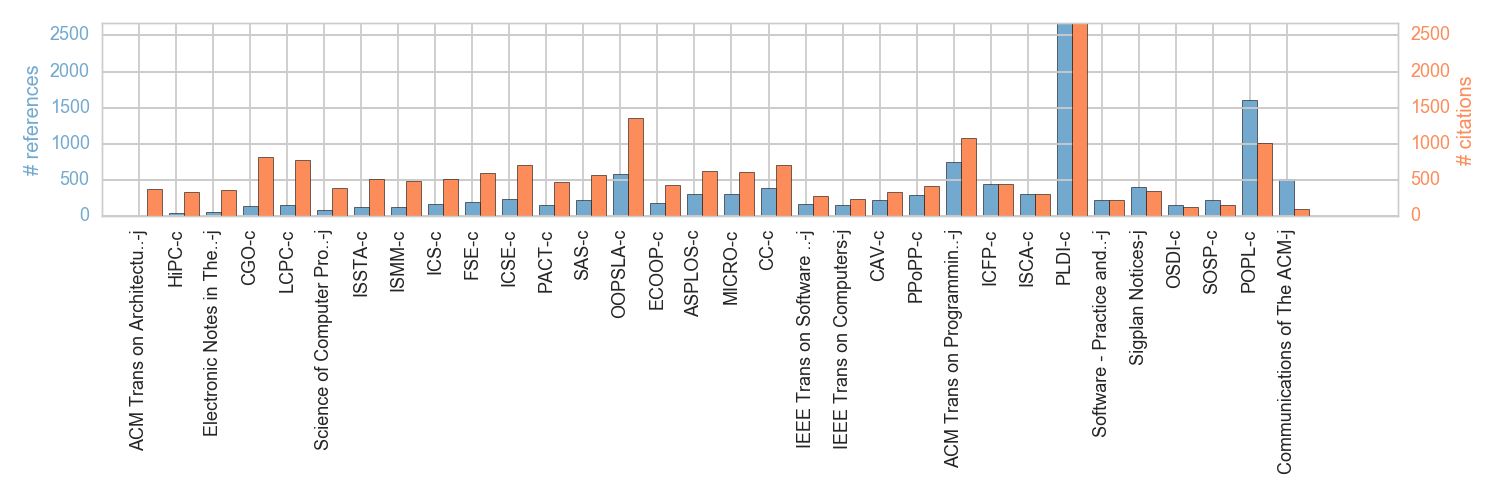 # references
2500
2000
1500
1000
500
0
2500
2000
1500
1000
500
0
# citations
ACM Trans on Architectu..-j
HiPC-c
Electronic Notes in The..-j
CGO-c
LCPC-c
Science of Computer Pro..-j
ISSTA-c
ISMM-c
ICS-c
FSE-c
ICSE-c
PACT-c
SAS-c
OOPSLA-c
ECOOP-c
ASPLOS-c
MICRO-c
CC-c
IEEE Trans on Software ..-j
IEEE Trans on Computers-j
CAV-c
PPoPP-c
ACM Trans on Programmin..-j
ICFP-c
ISCA-c
PLDI-c
Software - Practice and..-j
Sigplan Notices-j
OSDI-c
SOSP-c
POPL-c
Communications of The ACM-j